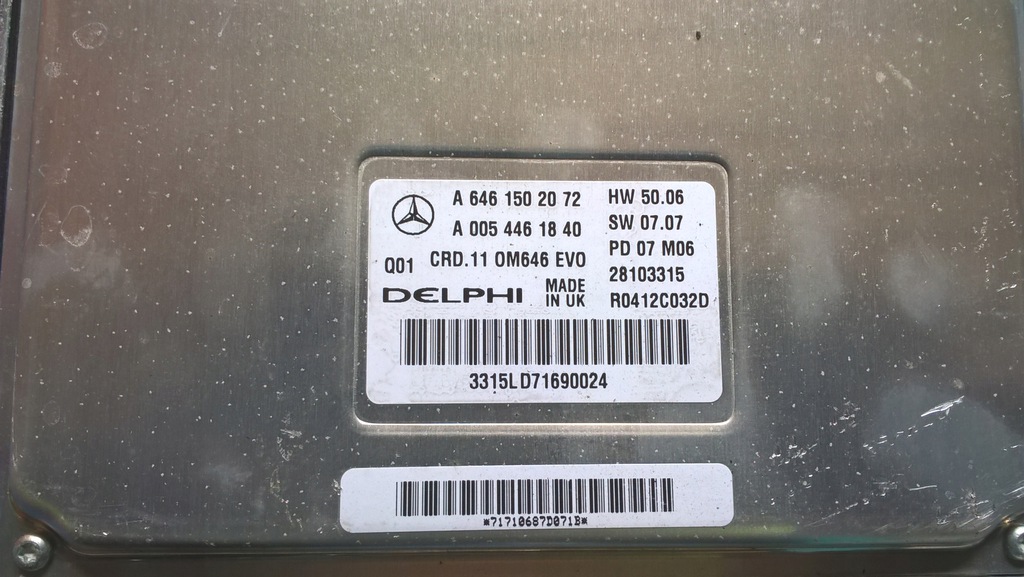 A 646 150 20 72 HW 50.06
A 005 446 18 40 SW 07.07
Q01 CRD.11 OM646 EVO PD 07 M06
28103315
DELPHI MADE IN UK R0412C032D
3315LD71690024
*71710687D071B*